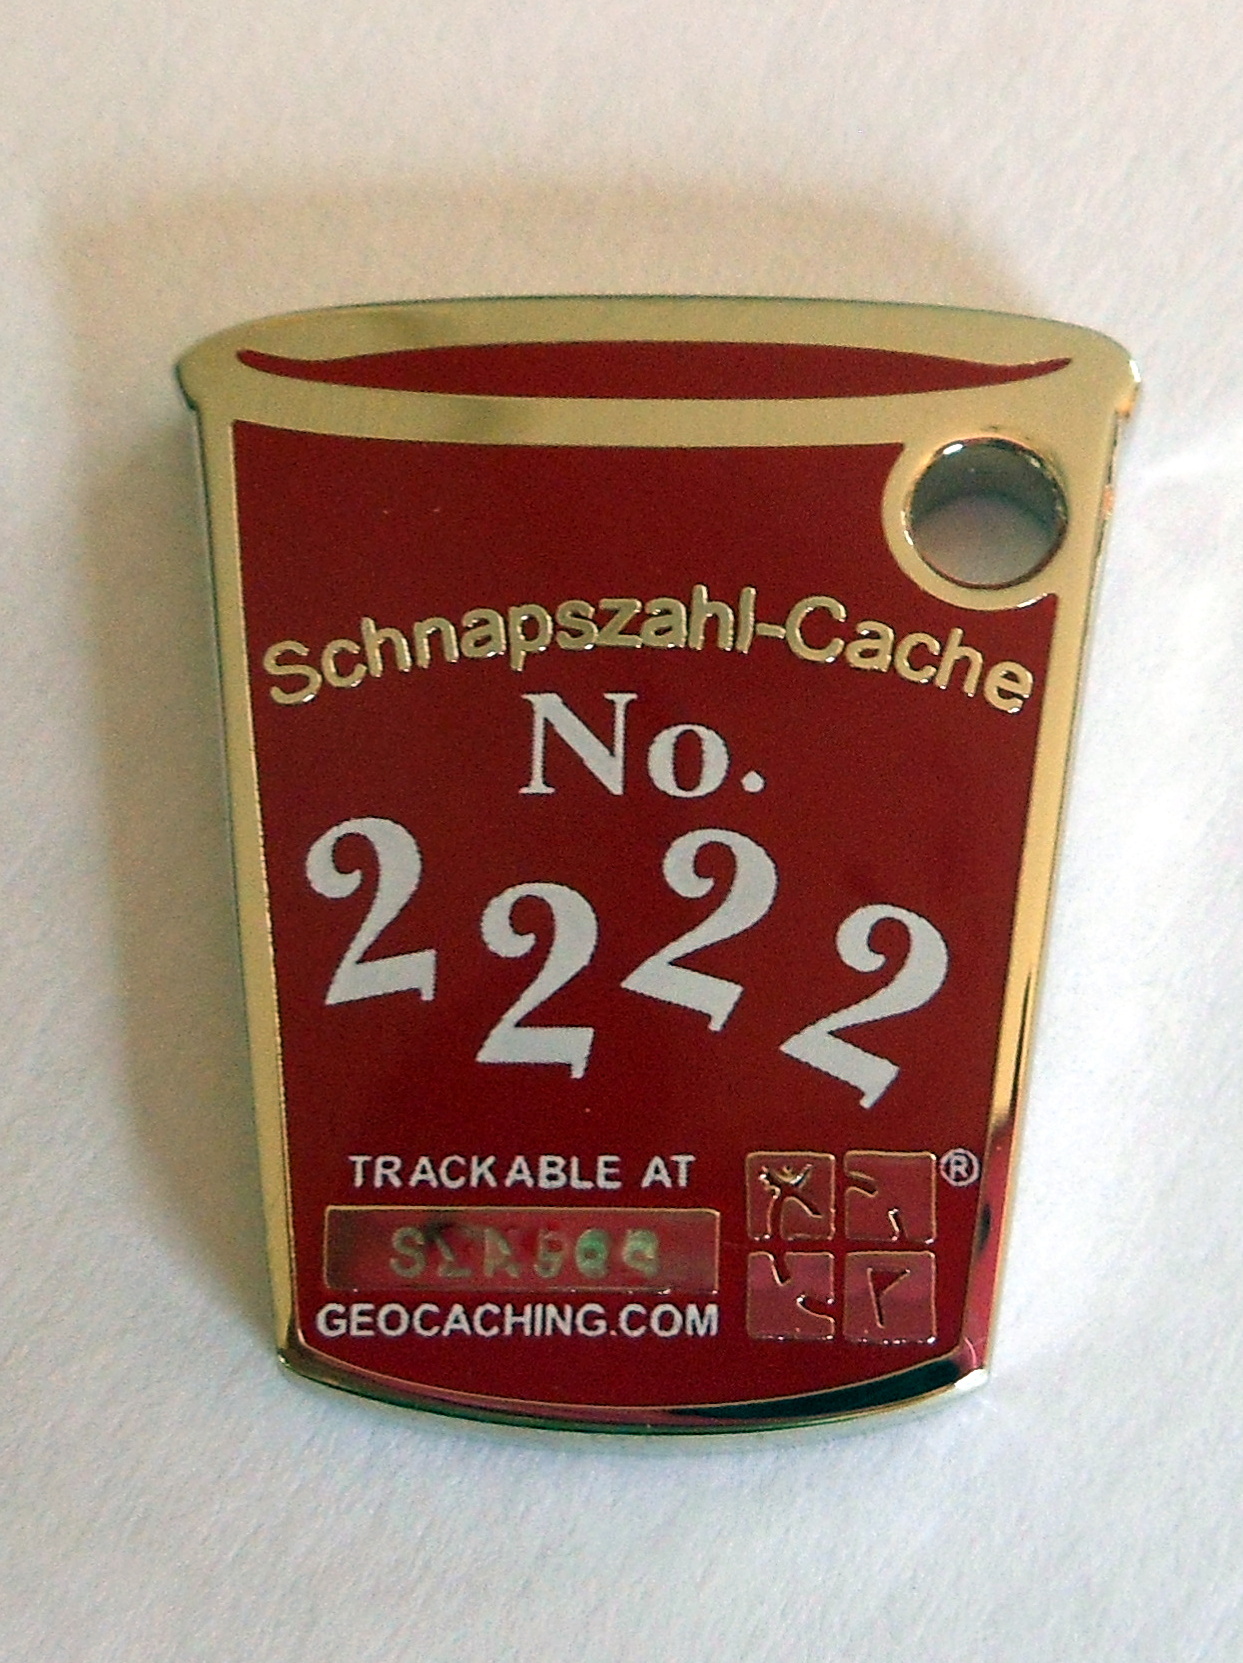 Schnapszahl-Cache
No.
2222
TRACKABLE AT
GEOCACHING.COM
®